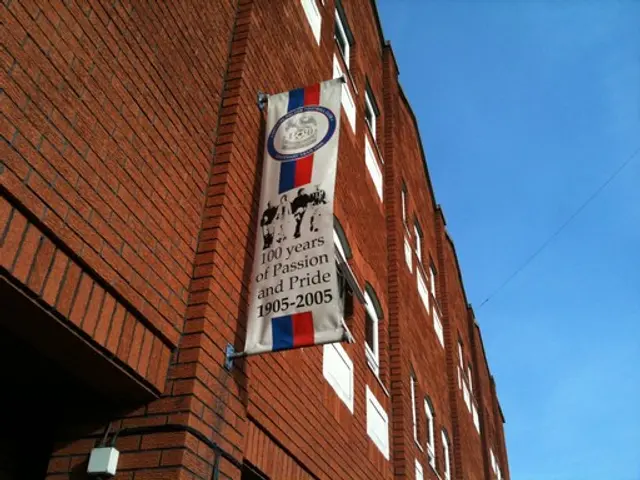 100 years
of Passion
and Pride
1905-2005